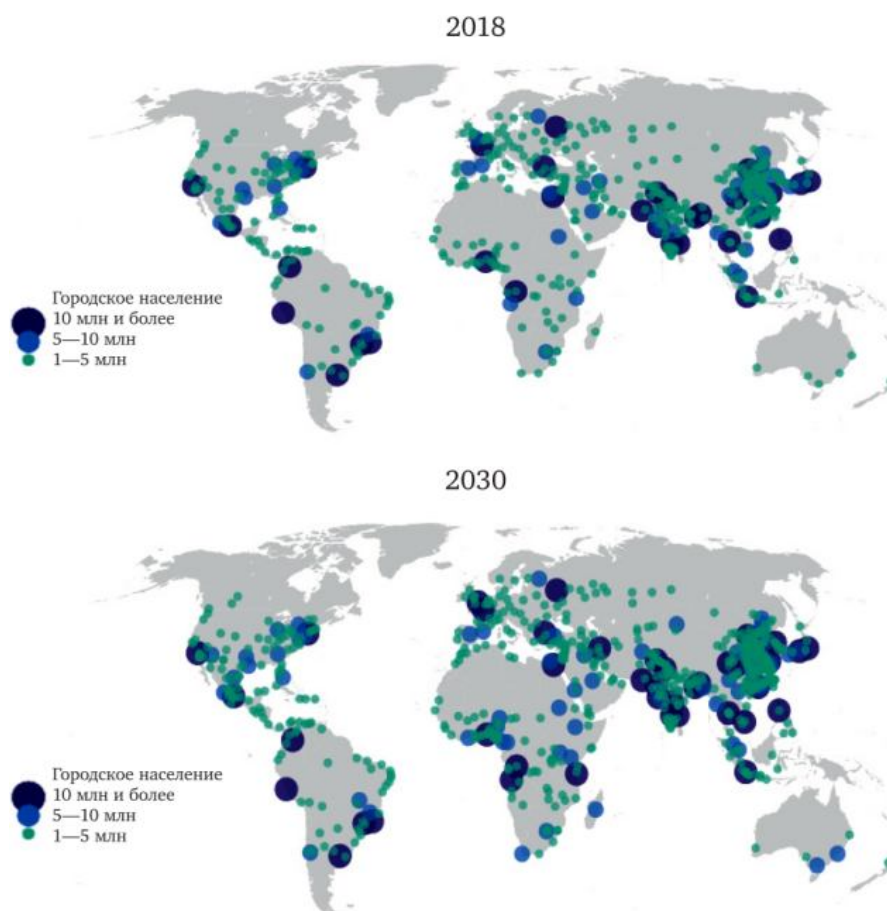 2018
Городское население
10 млн и более
5—10 млн
1—5 млн
2030
Городское население
10 млн и более
5—10 млн
1—5 млн